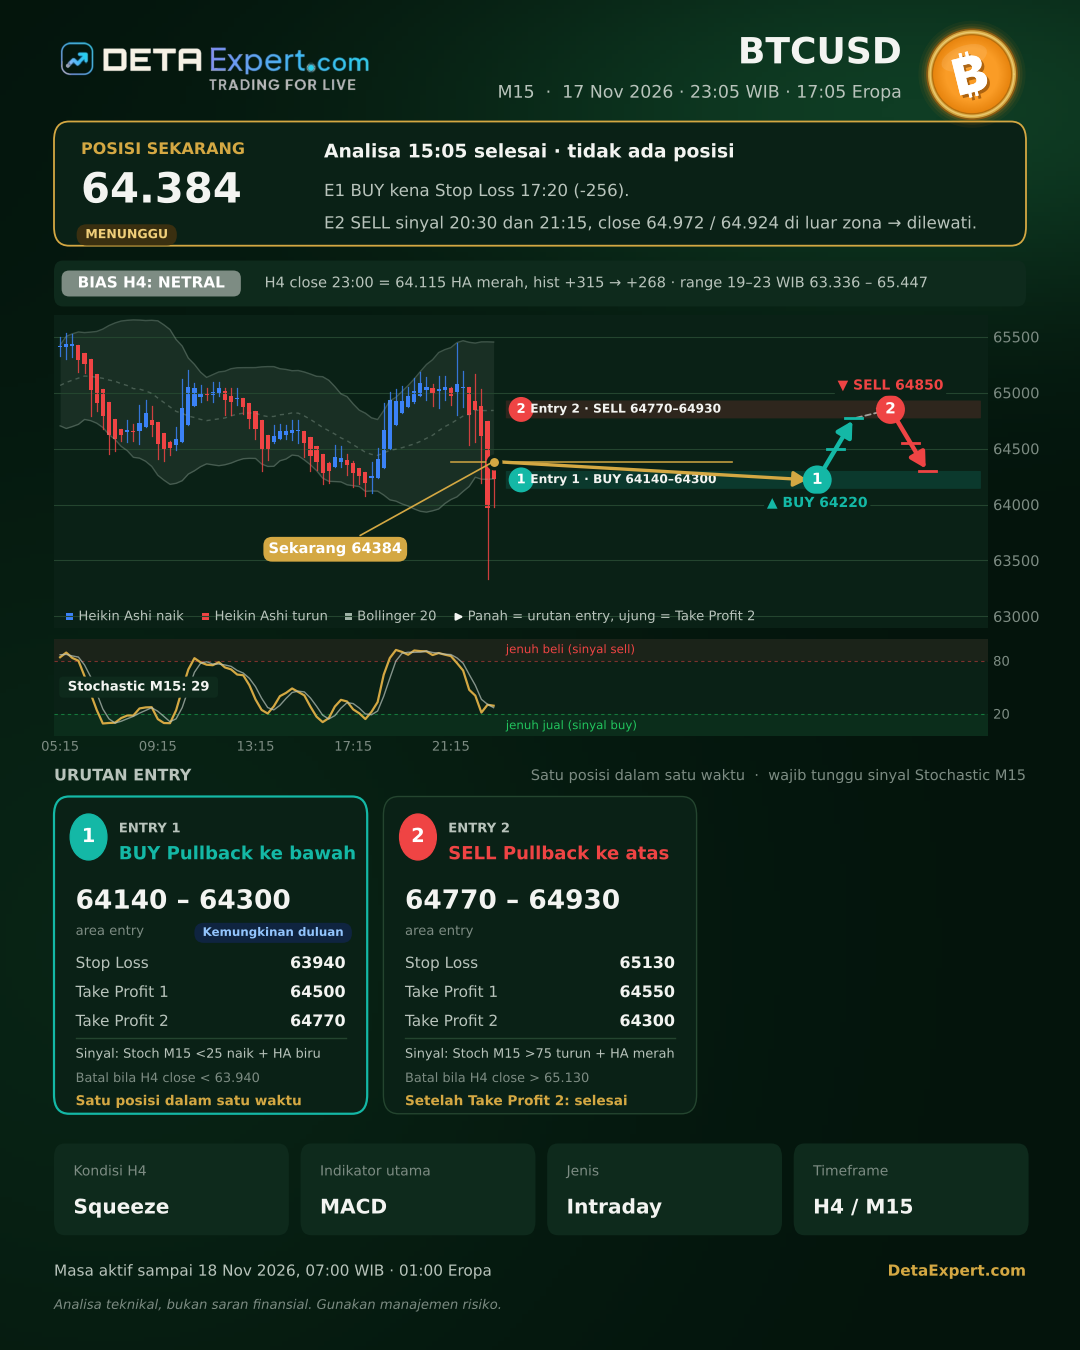 DETA Expert.com
TRADING FOR LIVE
BTCUSD
M15 · 17 Nov 2026 · 23:05 WIB · 17:05 Eropa
POSISI SEKARANG
64.384
MENUNGGU
Analisa 15:05 selesai · tidak ada posisi
E1 BUY kena Stop Loss 17:20 (-256).
E2 SELL sinyal 20:30 dan 21:15, close 64.972 / 64.924 di luar zona → dilewati.
BIAS H4: NETRAL
H4 close 23:00 = 64.115 HA merah, hist +315 → +268 · range 19–23 WIB 63.336 – 65.447
65500
65000
64500
64000
63500
63000
▼ SELL 64850
2 Entry 2 · SELL 64770–64930
2
1 Entry 1 · BUY 64140–64300
1
▲ BUY 64220
Sekarang 64384
Heikin Ashi naik
Heikin Ashi turun
Bollinger 20
Panah = urutan entry, ujung = Take Profit 2
jenuh beli (sinyal sell)
80
Stochastic M15: 29
20
jenuh jual (sinyal buy)
05:15 09:15 13:15 17:15 21:15
URUTAN ENTRY
Satu posisi dalam satu waktu · wajib tunggu sinyal Stochastic M15
1
ENTRY 1
BUY Pullback ke bawah
64140 – 64300
area entry
Kemungkinan duluan
Stop Loss 63940
Take Profit 1 64500
Take Profit 2 64770
Sinyal: Stoch M15 <25 naik + HA biru
Batal bila H4 close < 63.940
Satu posisi dalam satu waktu
2
ENTRY 2
SELL Pullback ke atas
64770 – 64930
area entry
Stop Loss 65130
Take Profit 1 64550
Take Profit 2 64300
Sinyal: Stoch M15 >75 turun + HA merah
Batal bila H4 close > 65.130
Setelah Take Profit 2: selesai
Kondisi H4
Squeeze
Indikator utama
MACD
Jenis
Intraday
Timeframe
H4 / M15
Masa aktif sampai 18 Nov 2026, 07:00 WIB · 01:00 Eropa
DetaExpert.com
Analisa teknikal, bukan saran finansial. Gunakan manajemen risiko.